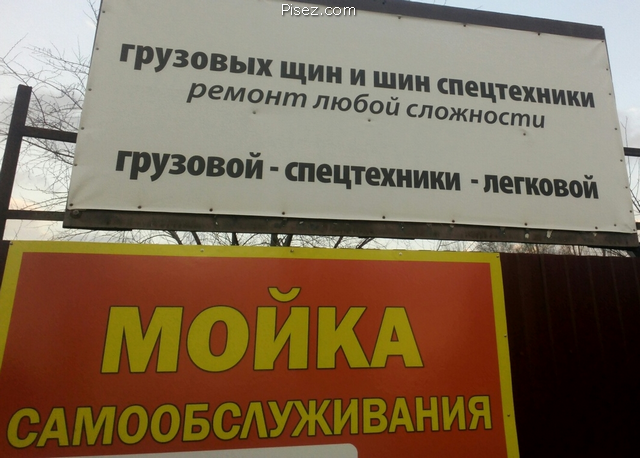 Pisez.com
грузовых щин и шин спецтехники
ремонт любой сложности
грузовой - спецтехники - легковой
МОЙКА
САМООБСЛУЖИВАНИЯ